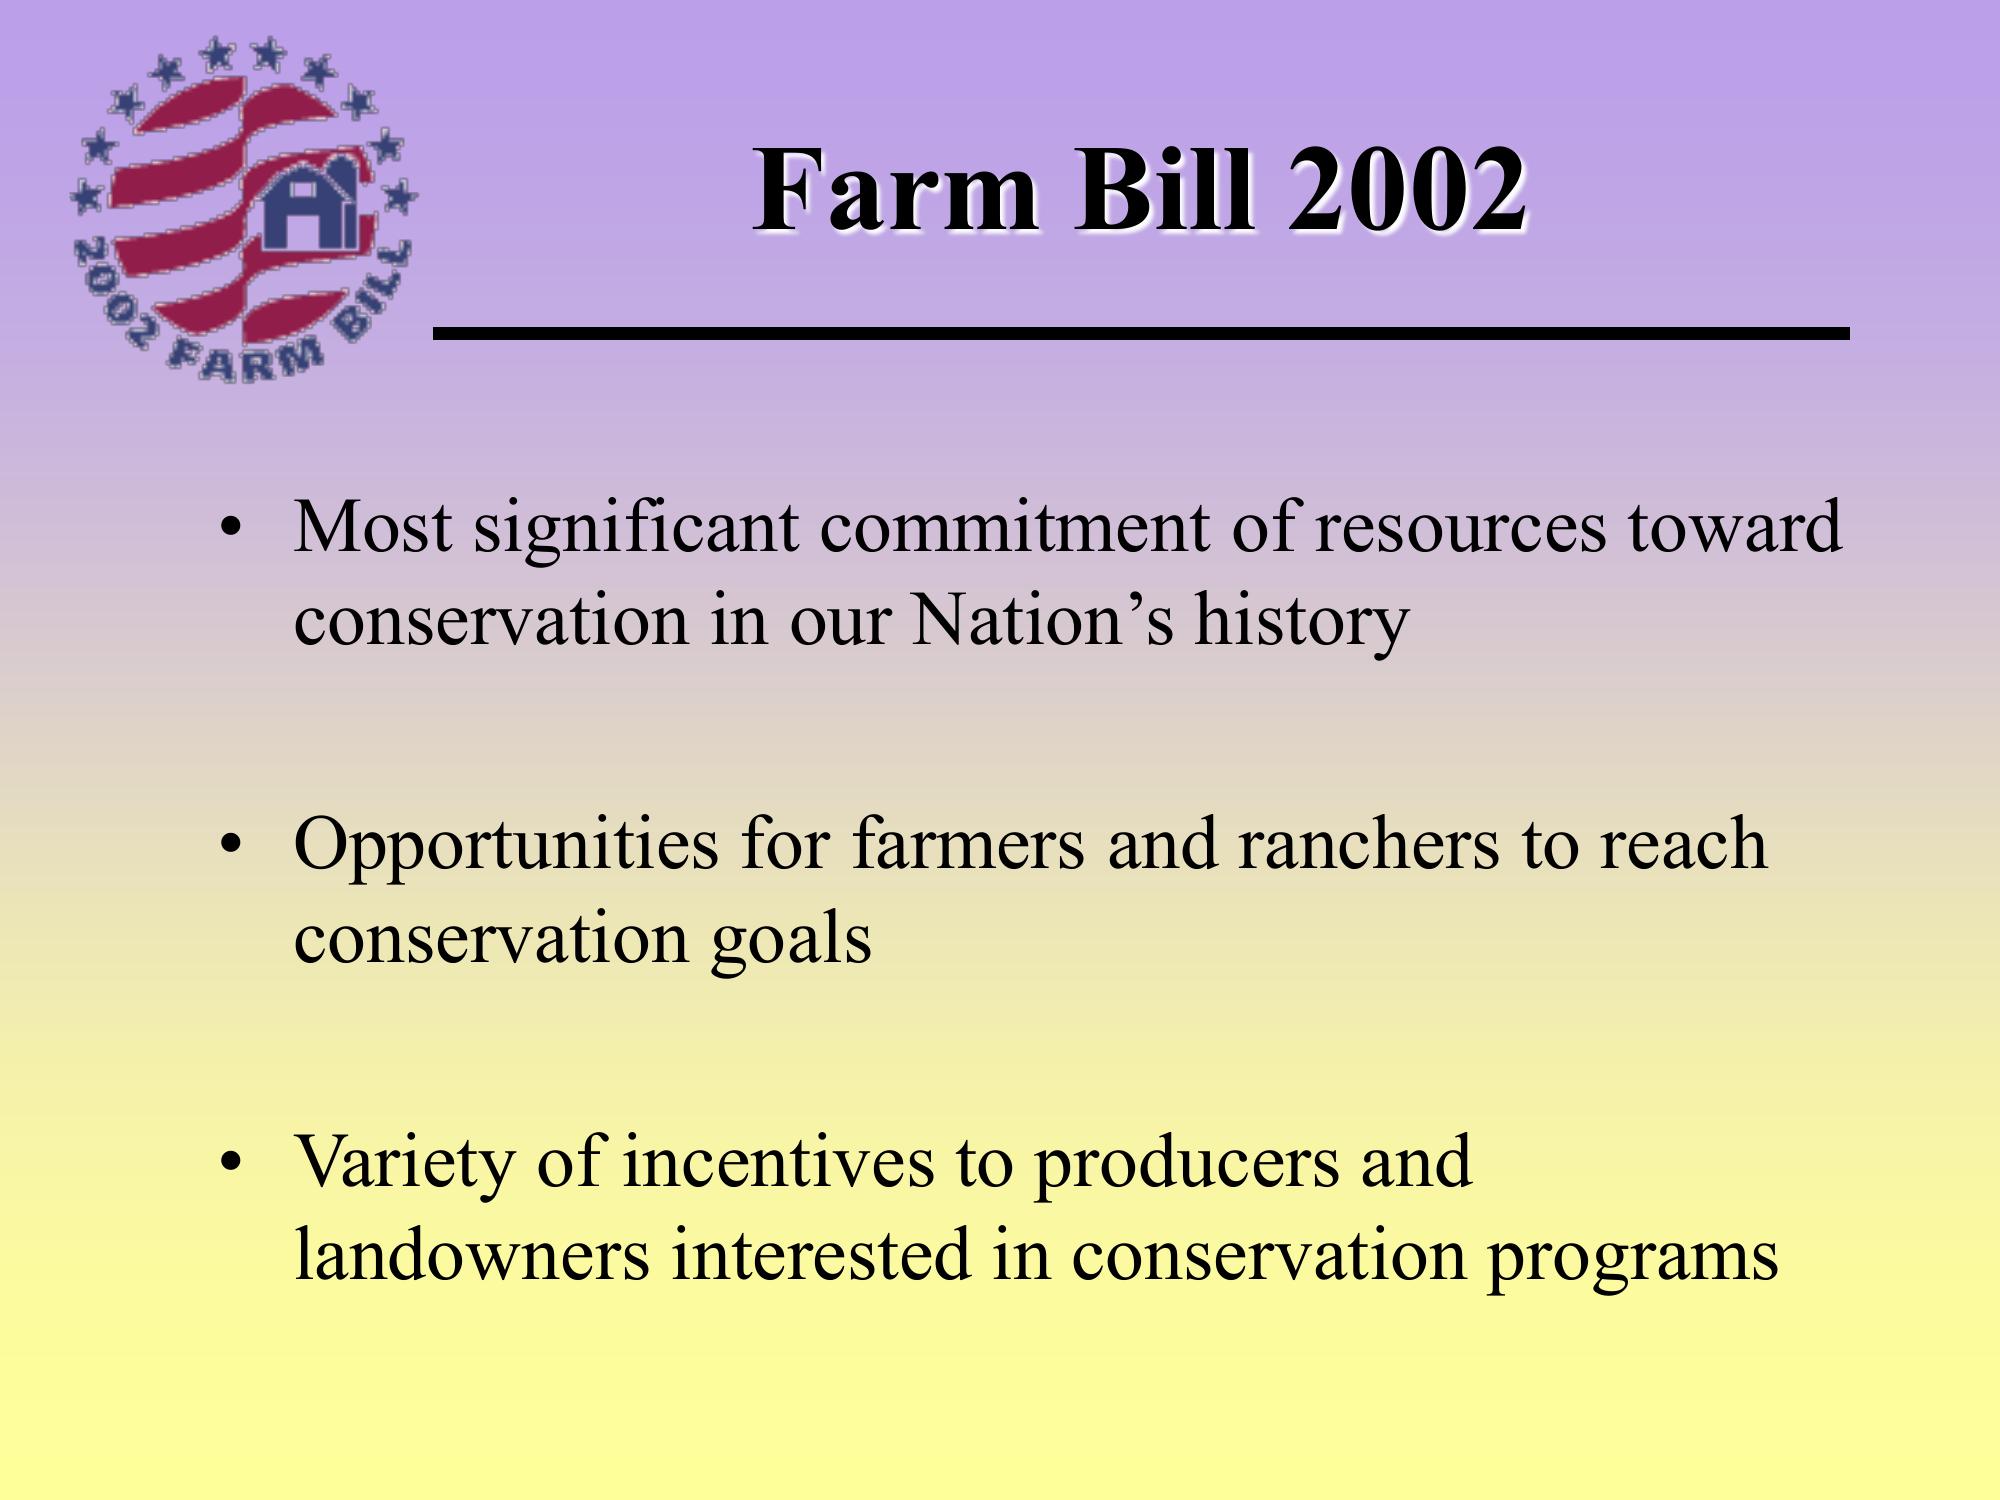 2002 FARM BILL
Farm Bill 2002
• Most significant commitment of resources toward
conservation in our Nation’s history
• Opportunities for farmers and ranchers to reach
conservation goals
• Variety of incentives to producers and
landowners interested in conservation programs